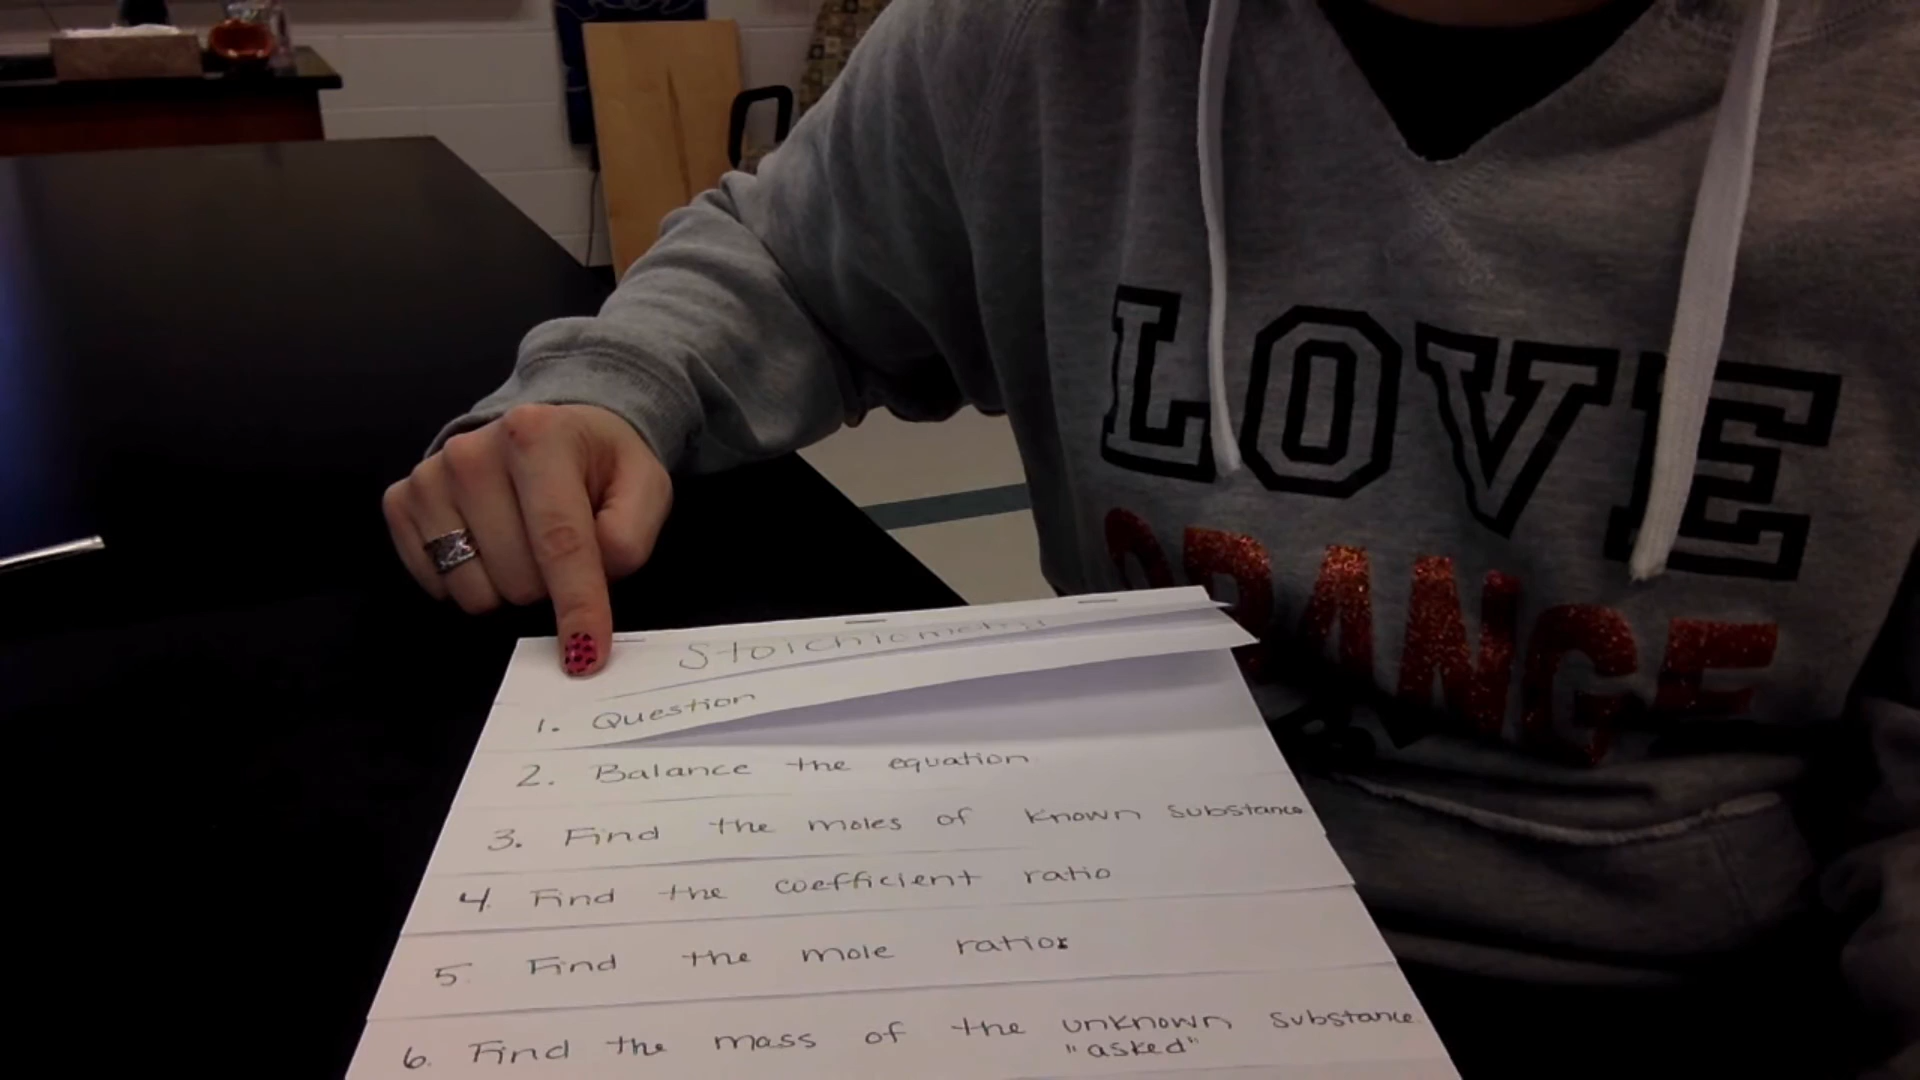 LOVE
ORANGE
Stoichiometry
1. Question
2. Balance the equation
3. Find the moles of known substance
4. Find the coefficient ratio
5. Find the mole ratio
6. Find the mass of the unknown substance
"asked"